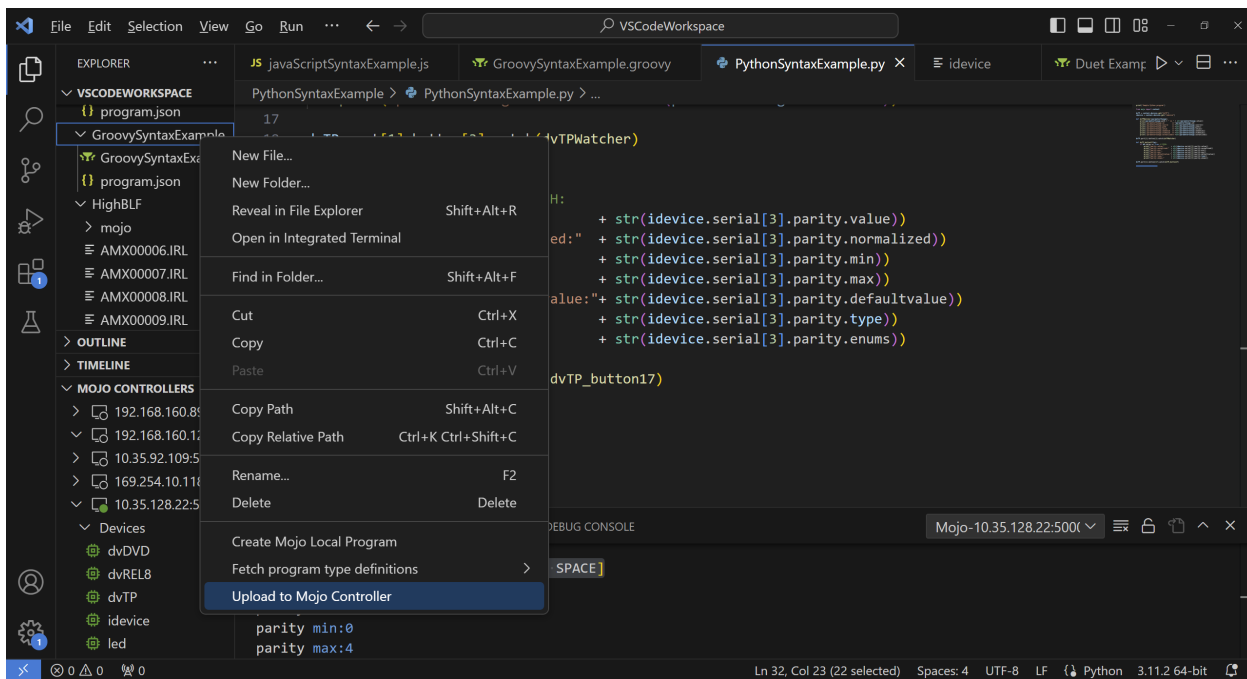 File Edit Selection View Go Run ··· VSCodeWorkspace
EXPLORER ···
JS javaScriptSyntaxExample.js GroovySyntaxExample.groovy PythonSyntaxExample.py × idevice Duet Examp ···
VSCODEWORKSPACE
PythonSyntaxExample > PythonSyntaxExample.py > ...
{} program.json
GroovySyntaxExample
GroovySyntaxExa
{} program.json
HighBLF
mojo
AMX00006.IRL
AMX00007.IRL
AMX00008.IRL
AMX00009.IRL
OUTLINE
TIMELINE
MOJO CONTROLLERS
192.168.160.89
192.168.160.12
10.35.92.109:5
169.254.10.118
10.35.128.22:5
Devices
dvDVD
dvREL8
dvTP
idevice
led
New File...
New Folder...
Reveal in File Explorer Shift+Alt+R
Open in Integrated Terminal
Find in Folder... Shift+Alt+F
Cut Ctrl+X
Copy Ctrl+C
Paste Ctrl+V
Copy Path Shift+Alt+C
Copy Relative Path Ctrl+K Ctrl+Shift+C
Rename... F2
Delete Delete
Create Mojo Local Program
Fetch program type definitions >
Upload to Mojo Controller
17
vTPWatcher)
H:
+ str(idevice.serial[3].parity.value))
ed:" + str(idevice.serial[3].parity.normalized))
+ str(idevice.serial[3].parity.min))
+ str(idevice.serial[3].parity.max))
alue:"+ str(idevice.serial[3].parity.defaultvalue))
+ str(idevice.serial[3].parity.type))
+ str(idevice.serial[3].parity.enums))
dvTP_button17)
DEBUG CONSOLE Mojo-10.35.128.22:500
SPACE]
parity min:0
parity max:4
1
1
0 0 0 Ln 32, Col 23 (22 selected) Spaces: 4 UTF-8 LF Python 3.11.2 64-bit